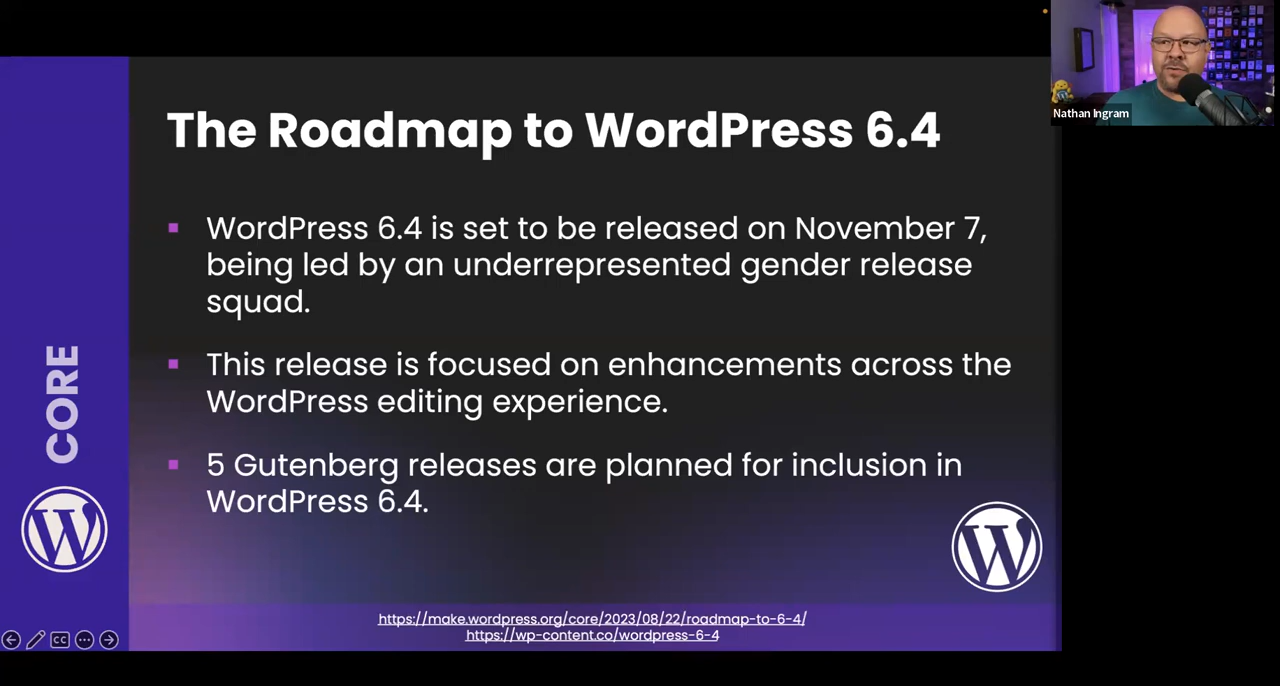 The Roadmap to WordPress 6.4
WordPress 6.4 is set to be released on November 7,
being led by an underrepresented gender release
squad.
This release is focused on enhancements across the
WordPress editing experience.
5 Gutenberg releases are planned for inclusion in
WordPress 6.4.
CORE
https://make.wordpress.org/core/2023/08/22/roadmap-to-6-4/
https://wp-content.co/wordpress-6-4
CC
Nathan Ingram